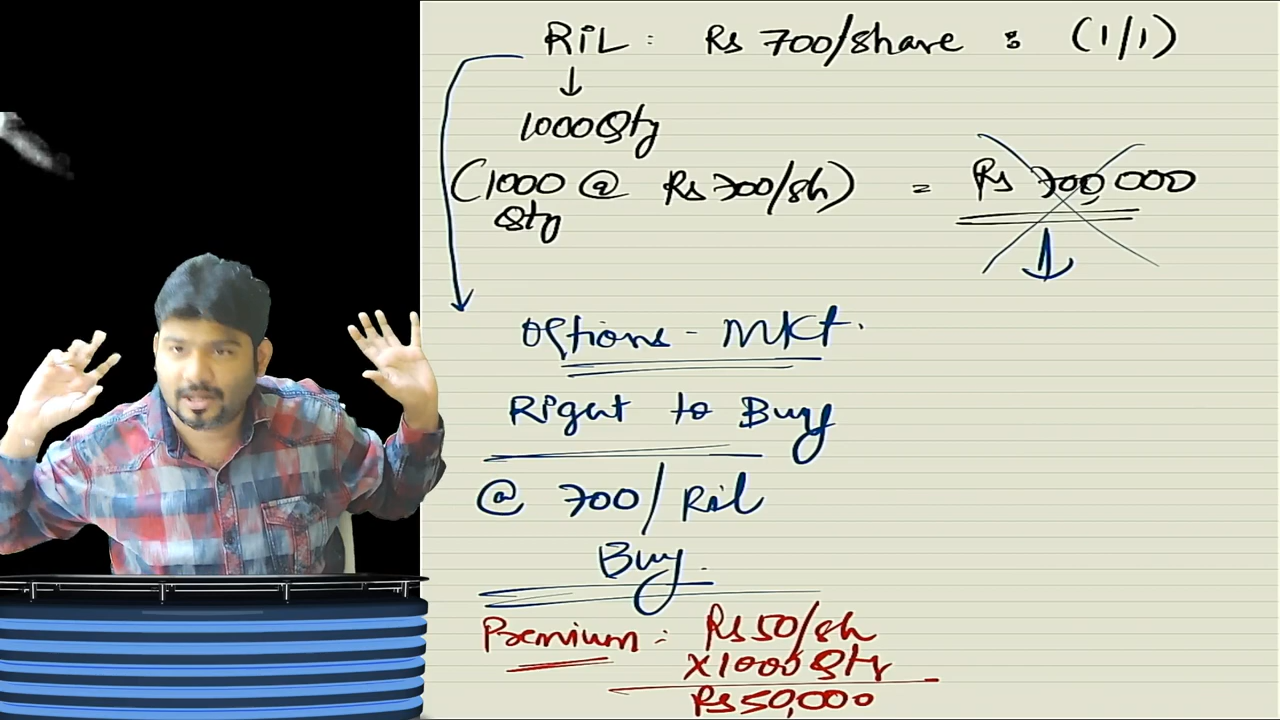 RIL : Rs 700/share : (1/1)
↓
1000 Qty
(1000 @ Rs 700/sh) = Rs 700,000
Qty
↓
Options - Mkt.
Right to Buy
@ 700/Ril
Buy.
Premium : Rs 50/sh
x 1000 Qty
Rs 50,000